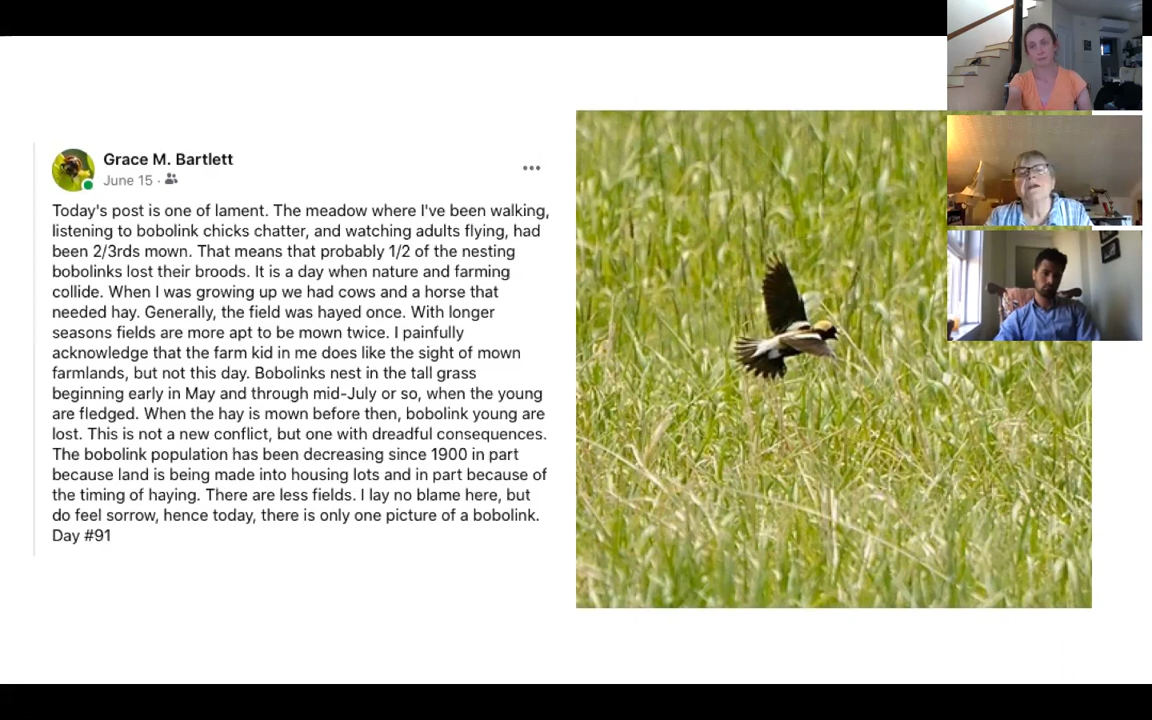 Grace M. Bartlett
June 15 ·
Today's post is one of lament. The meadow where I've been walking,
listening to bobolink chicks chatter, and watching adults flying, had
been 2/3rds mown. That means that probably 1/2 of the nesting
bobolinks lost their broods. It is a day when nature and farming
collide. When I was growing up we had cows and a horse that
needed hay. Generally, the field was hayed once. With longer
seasons fields are more apt to be mown twice. I painfully
acknowledge that the farm kid in me does like the sight of mown
farmlands, but not this day. Bobolinks nest in the tall grass
beginning early in May and through mid-July or so, when the young
are fledged. When the hay is mown before then, bobolink young are
lost. This is not a new conflict, but one with dreadful consequences.
The bobolink population has been decreasing since 1900 in part
because land is being made into housing lots and in part because of
the timing of haying. There are less fields. I lay no blame here, but
do feel sorrow, hence today, there is only one picture of a bobolink.
Day #91